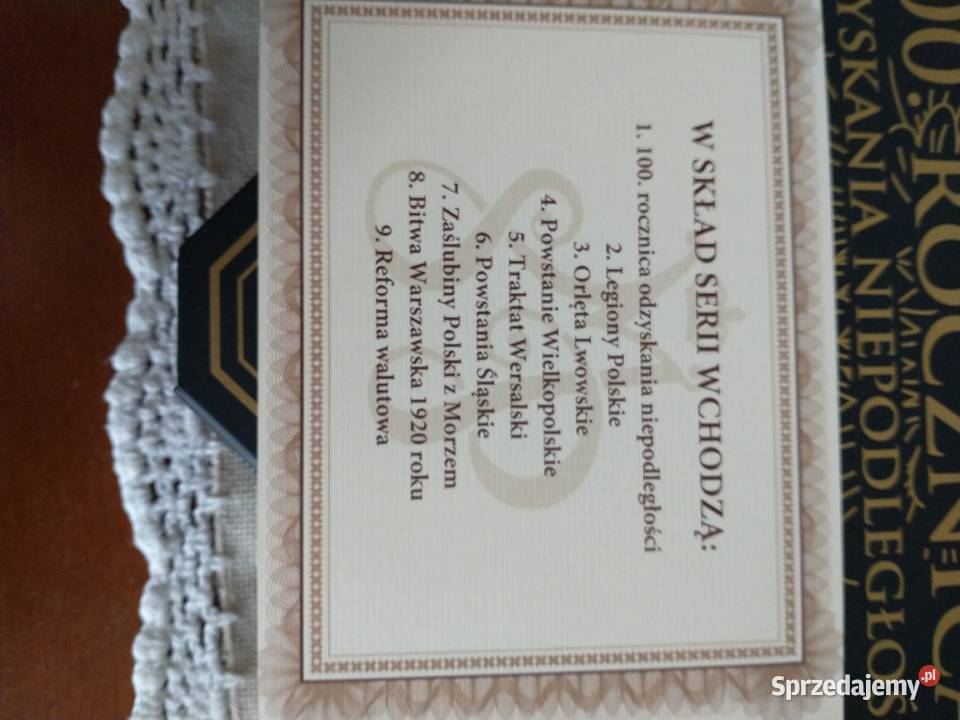 W SKŁAD SERII WCHODZĄ:
1. 100. rocznica odzyskania niepodległości
2. Legiony Polskie
3. Orlęta Lwowskie
4. Powstanie Wielkopolskie
5. Traktat Wersalski
6. Powstania Śląskie
7. Zaślubiny Polski z Morzem
8. Bitwa Warszawska 1920 roku
9. Reforma walutowa
00. ROCZNICA
YSKANIA NIEPODLEGŁOŚ
Sprzedajemy.pl